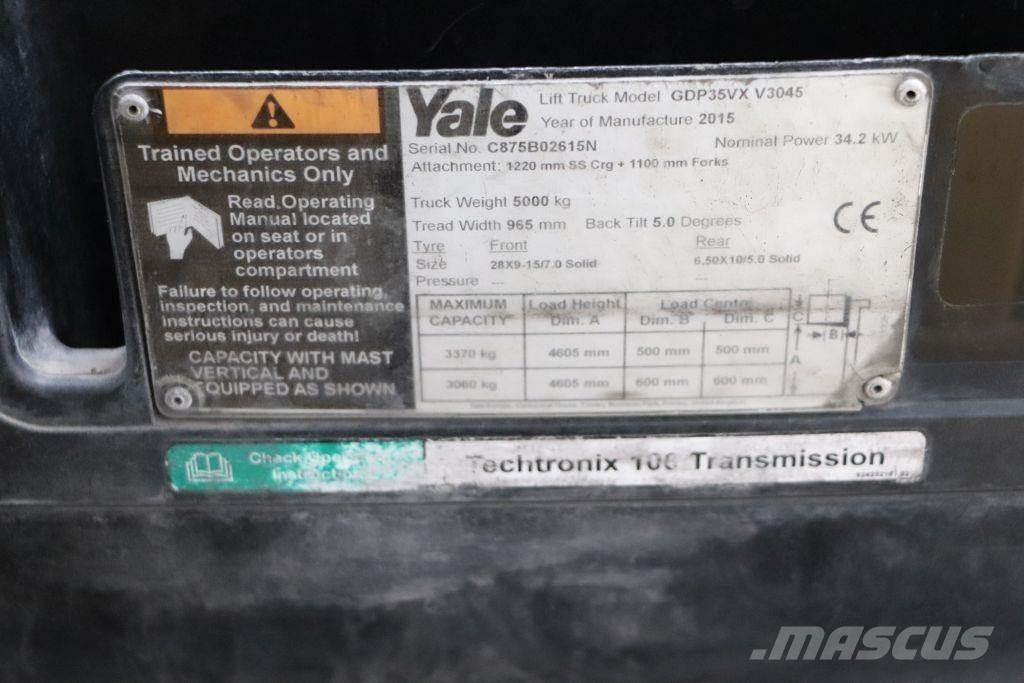 Trained Operators and
Mechanics Only
Read Operating
Manual located
on seat or in
operators
compartment
Failure to follow operating,
inspection, and maintenance
instructions can cause
serious injury or death!
CAPACITY WITH MAST
VERTICAL AND
EQUIPPED AS SHOWN
Yale
Lift Truck Model GDP35VX V3045
Year of Manufacture 2015
Serial No. C875B02615N Nominal Power 34.2 kW
Attachment: 1220 mm SS Crg + 1100 mm Forks
Truck Weight 5000 kg
Tread Width 965 mm Back Tilt 5.0 Degrees
CE
Tyre Front Rear
Size 28X9-15/7.0 Solid 6.50X10/5.0 Solid
Pressure --- ---
MAXIMUM Load Height Load Centre
CAPACITY Dim. A Dim. B Dim. C
3370 kg 4605 mm 500 mm 500 mm
3060 kg 4605 mm 600 mm 600 mm
C
B
A
Check Operating
Instructions
Techtronix 100 Transmission
MASCUS